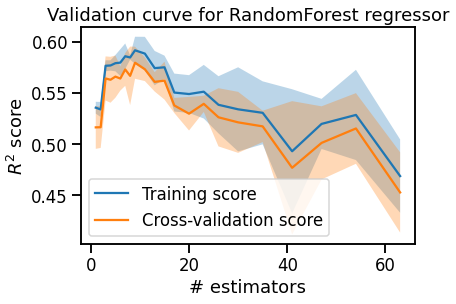 Validation curve for RandomForest regressor
0.60
0.55
0.50
0.45
R² score
Training score
Cross-validation score
0 20 40 60
# estimators